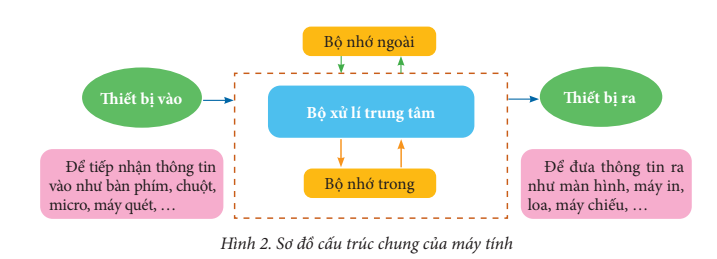 Bộ nhớ ngoài
Thiết bị vào
Bộ xử lí trung tâm
Thiết bị ra
Để tiếp nhận thông tin
vào như bàn phím, chuột,
micro, máy quét, …
Bộ nhớ trong
Để đưa thông tin ra
như màn hình, máy in,
loa, máy chiếu, …
Hình 2. Sơ đồ cấu trúc chung của máy tính